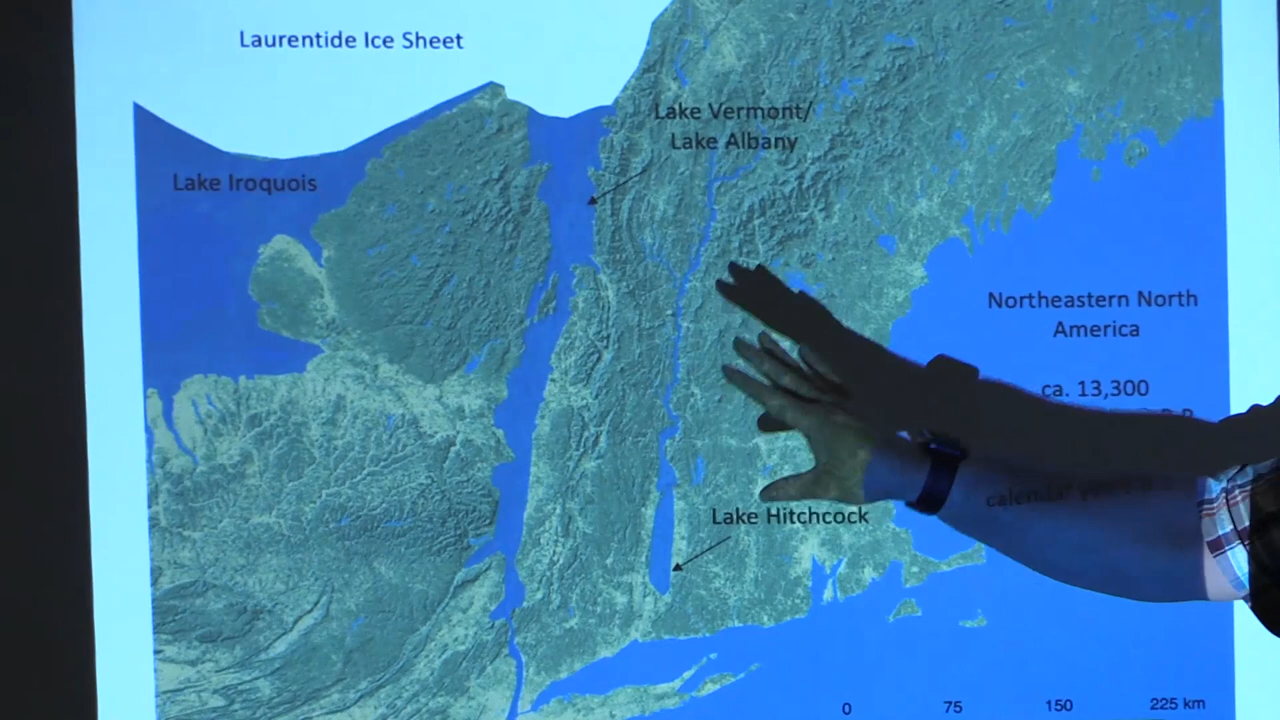 Laurentide Ice Sheet
Lake Vermont/
Lake Albany
Lake Iroquois
Northeastern North
America
ca. 13,300
Lake Hitchcock
0 75 150 225 km